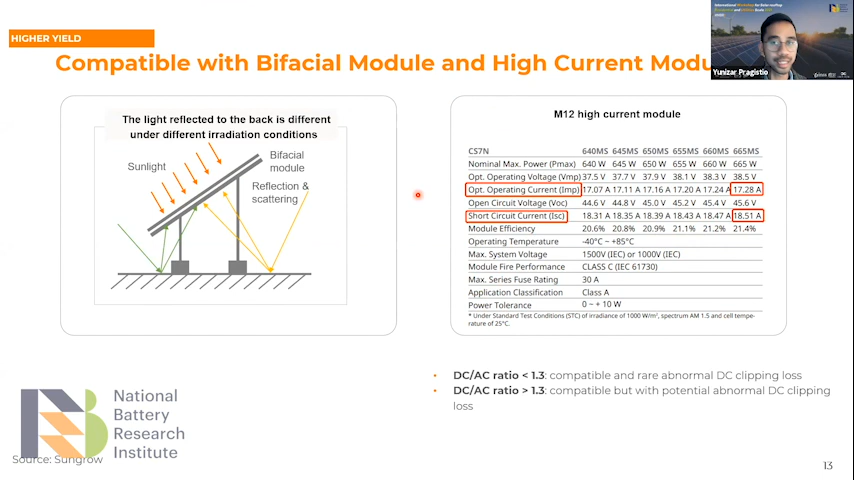 HIGHER YIELD
Compatible with Bifacial Module and High Current Modu
International Workshop for Solar rooftop
Yunizar Pragistio
The light reflected to the back is different
under different irradiation conditions
Sunlight
Bifacial
module
Reflection &
scattering
M12 high current module
CS7N 640MS 645MS 650MS 655MS 660MS 665MS
Nominal Max. Power (Pmax) 640 W 645 W 650 W 655 W 660 W 665 W
Opt. Operating Voltage (Vmp) 37.5 V 37.7 V 37.9 V 38.1 V 38.3 V 38.5 V
Opt. Operating Current (Imp) 17.07 A 17.11 A 17.16 A 17.20 A 17.24 A 17.28 A
Open Circuit Voltage (Voc) 44.6 V 44.8 V 45.0 V 45.2 V 45.4 V 45.6 V
Short Circuit Current (Isc) 18.31 A 18.35 A 18.39 A 18.43 A 18.47 A 18.51 A
Module Efficiency 20.6% 20.8% 20.9% 21.1% 21.2% 21.4%
Operating Temperature -40°C ~ +85°C
Max. System Voltage 1500V (IEC) or 1000V (IEC)
Module Fire Performance CLASS C (IEC 61730)
Max. Series Fuse Rating 30 A
Application Classification Class A
Power Tolerance 0 ~ + 10 W
* Under Standard Test Conditions (STC) of irradiance of 1000 W/m², spectrum AM 1.5 and cell tempe-
rature of 25°C.
• DC/AC ratio < 1.3: compatible and rare abnormal DC clipping loss
• DC/AC ratio > 1.3: compatible but with potential abnormal DC clipping
loss
National
Battery
Research
Institute
Source: Sungrow
13